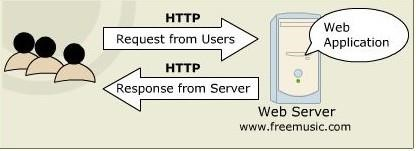 HTTP
Request from Users
HTTP
Response from Server
Web
Application
Web Server
www.freemusic.com